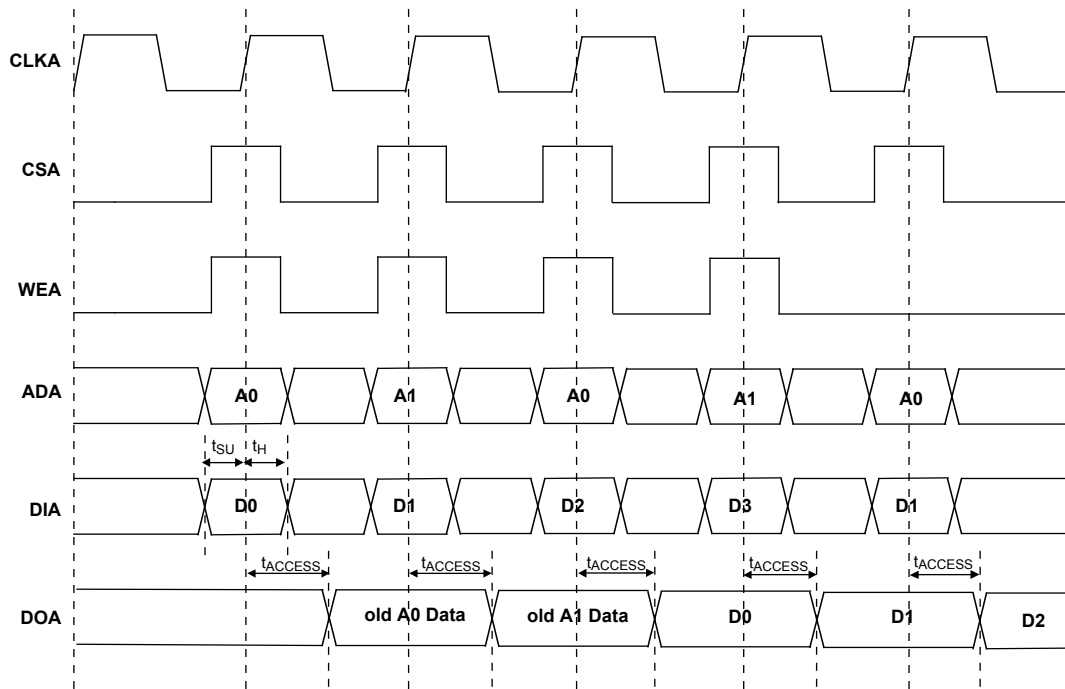 CLKA
CSA
WEA
ADA A0 A1 A0 A1 A0
tSU tH
DIA D0 D1 D2 D3 D1
tACCESS tACCESS tACCESS tACCESS tACCESS
DOA old A0 Data old A1 Data D0 D1 D2